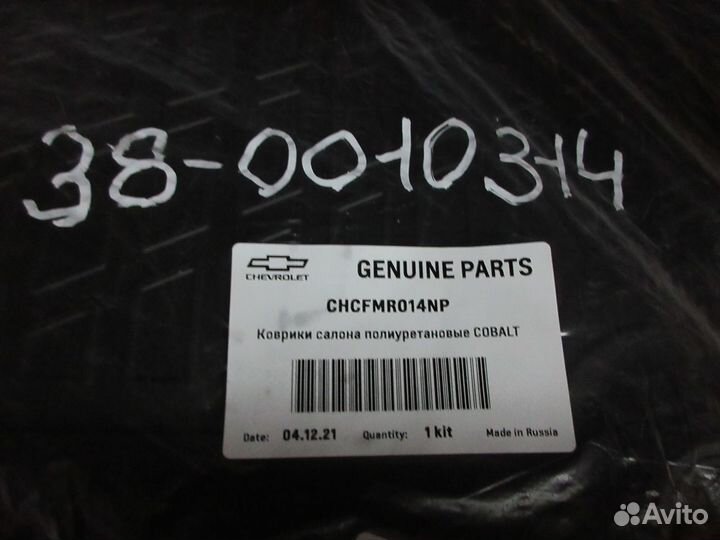 38-0010314
CHEVROLET
GENUINE PARTS
CHCFMR014NP
Коврики салона полиуретановые COBALT
Date: 04.12.21 Quantity: 1 kit Made in Russia
Avito